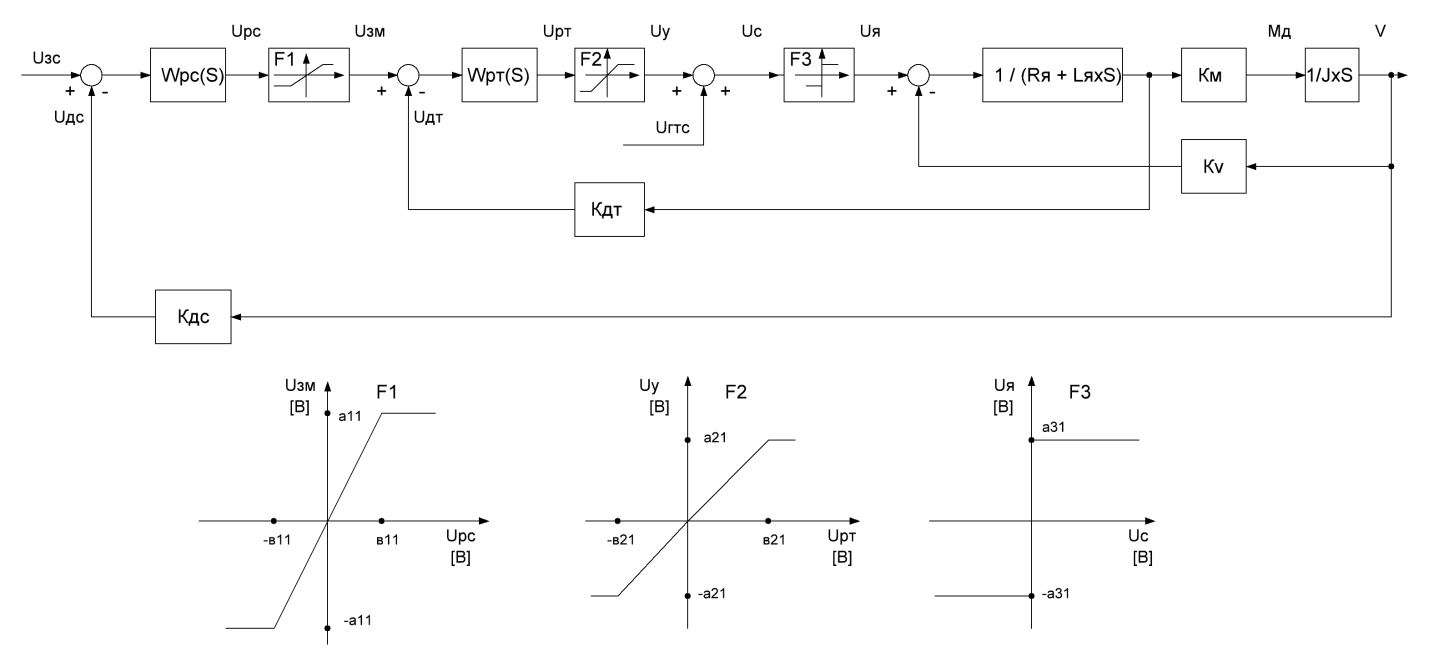 Uзс
+
-
Uдс
Wрс(S)
Uрс
F1
Uзм
+
-
Uдт
Wрт(S)
Uрт
F2
Uу
+
+
Uгтс
Uс
F3
Uя
+
-
1 / (Rя + LяxS)
Kм
Mд
1/JxS
V
Kv
Kдт
Kдс
Uзм
[В]
F1
a11
-в11
в11
Uрс
[В]
-a11
Uу
[В]
F2
a21
-в21
в21
Uрт
[В]
-a21
Uя
[В]
F3
a31
Uс
[В]
-a31